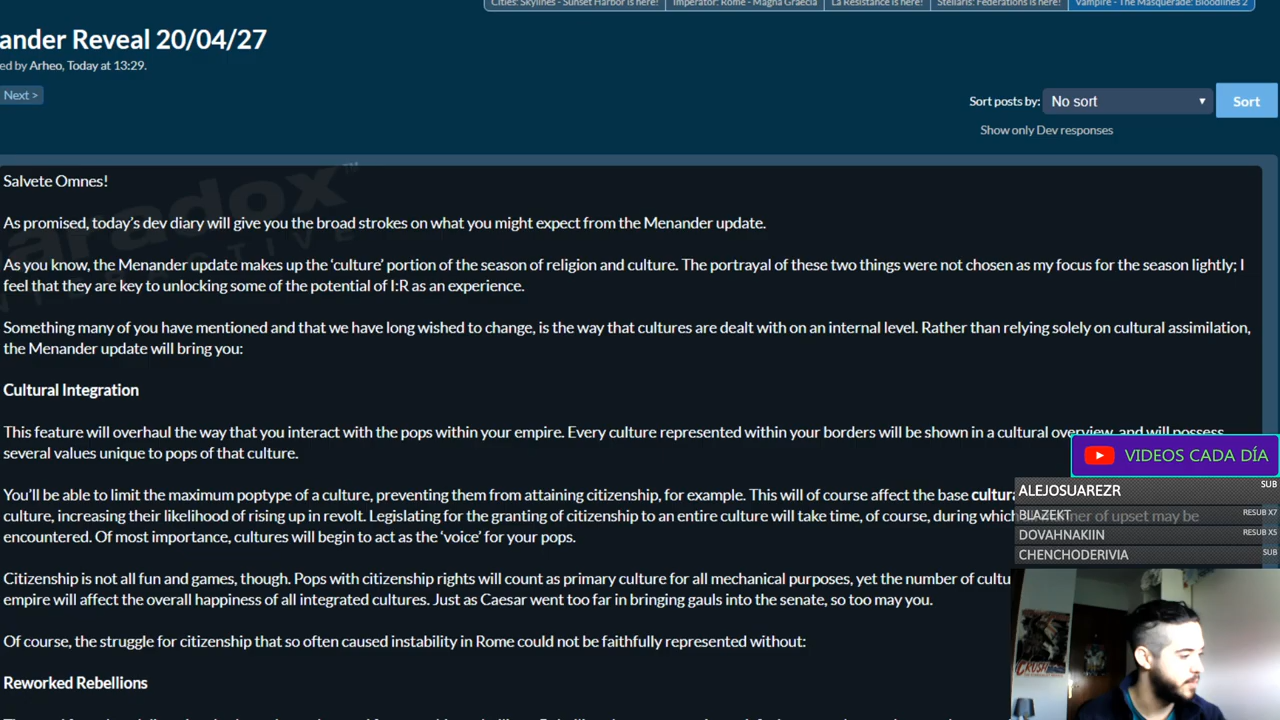 Cities: Skylines - Sunset Harbor is here! Imperator: Rome - Magna Graecia La Resistance is here! Stellaris: Federations is here! Vampire - The Masquerade: Bloodlines 2
ander Reveal 20/04/27
ed by Arheo, Today at 13:29.
Next >
Sort posts by: No sort Sort
Show only Dev responses
Salvete Omnes!
As promised, today's dev diary will give you the broad strokes on what you might expect from the Menander update.
As you know, the Menander update makes up the ‘culture’ portion of the season of religion and culture. The portrayal of these two things were not chosen as my focus for the season lightly; I
feel that they are key to unlocking some of the potential of I:R as an experience.
Something many of you have mentioned and that we have long wished to change, is the way that cultures are dealt with on an internal level. Rather than relying solely on cultural assimilation,
the Menander update will bring you:
Cultural Integration
This feature will overhaul the way that you interact with the pops within your empire. Every culture represented within your borders will be shown in a cultural overview, and will possess
several values unique to pops of that culture.
You'll be able to limit the maximum poptype of a culture, preventing them from attaining citizenship, for example. This will of course affect the base cultur
culture, increasing their likelihood of rising up in revolt. Legislating for the granting of citizenship to an entire culture will take time, of course, during which manner of upset may be
encountered. Of most importance, cultures will begin to act as the ‘voice’ for your pops.
Citizenship is not all fun and games, though. Pops with citizenship rights will count as primary culture for all mechanical purposes, yet the number of cultu
empire will affect the overall happiness of all integrated cultures. Just as Caesar went too far in bringing gauls into the senate, so too may you.
Of course, the struggle for citizenship that so often caused instability in Rome could not be faithfully represented without:
Reworked Rebellions
VIDEOS CADA DÍA
ALEJOSUAREZR SUB
BLAZEKT RESUB X7
DOVAHNAKIIN RESUB X5
CHENCHODERIVIA SUB